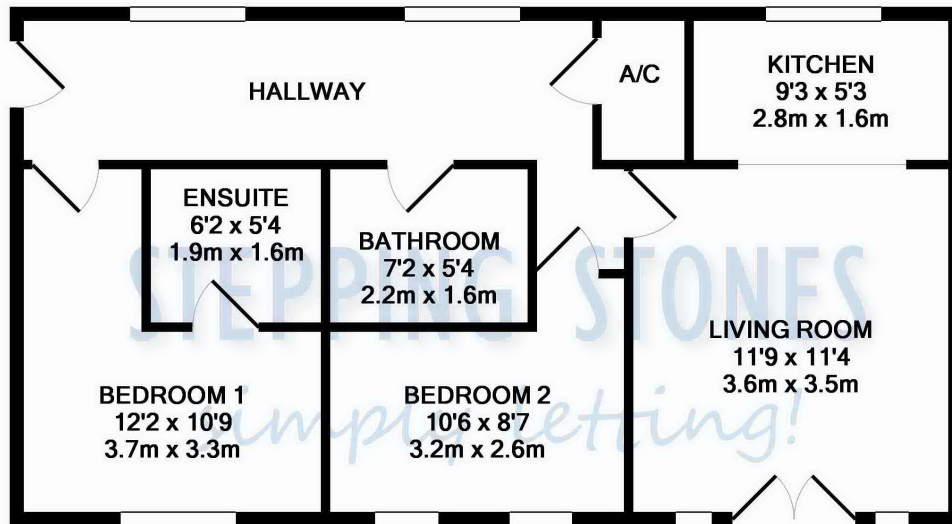 HALLWAY
A/C
KITCHEN
9'3 x 5'3
2.8m x 1.6m
ENSUITE
6'2 x 5'4
1.9m x 1.6m
BATHROOM
7'2 x 5'4
2.2m x 1.6m
STEPPING STONES
simply letting!
LIVING ROOM
11'9 x 11'4
3.6m x 3.5m
BEDROOM 1
12'2 x 10'9
3.7m x 3.3m
BEDROOM 2
10'6 x 8'7
3.2m x 2.6m